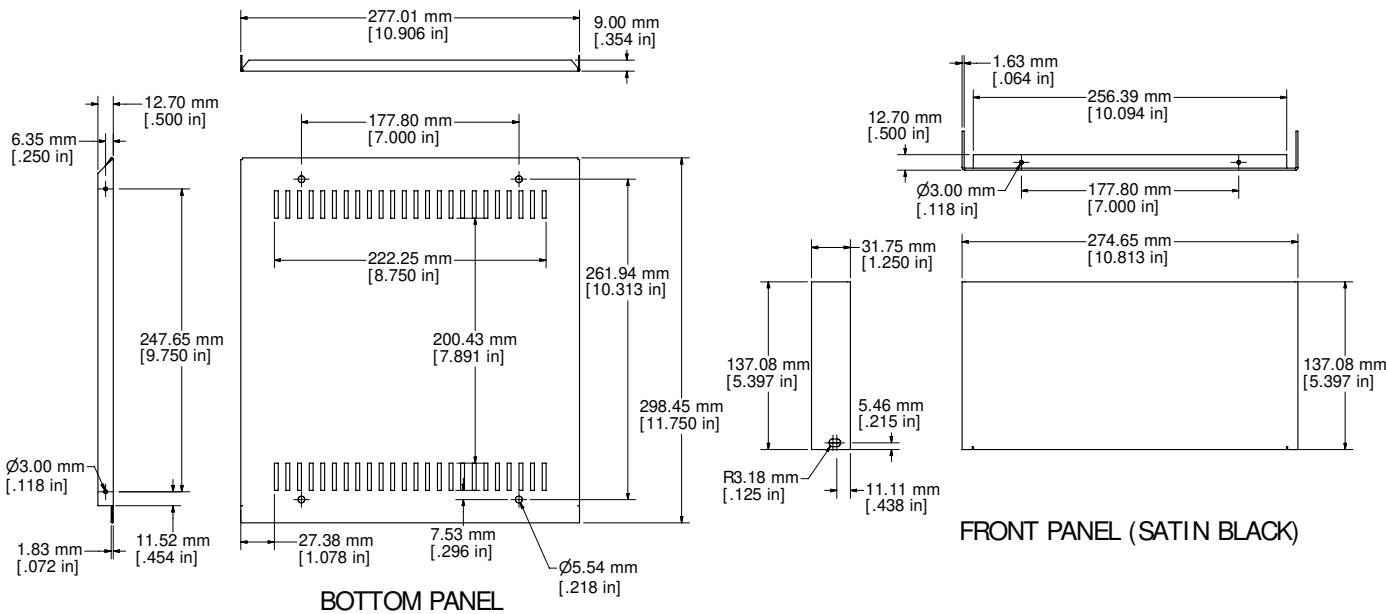 277.01 mm
[10.906 in]
9.00 mm
[.354 in]
12.70 mm
[.500 in]
6.35 mm
[.250 in]
177.80 mm
[7.000 in]
222.25 mm
[8.750 in]
261.94 mm
[10.313 in]
247.65 mm
[9.750 in]
200.43 mm
[7.891 in]
298.45 mm
[11.750 in]
Ø3.00 mm
[.118 in]
1.83 mm
[.072 in]
11.52 mm
[.454 in]
27.38 mm
[1.078 in]
7.53 mm
[.296 in]
Ø5.54 mm
[.218 in]
BOTTOM PANEL
1.63 mm
[.064 in]
256.39 mm
[10.094 in]
12.70 mm
[.500 in]
Ø3.00 mm
[.118 in]
177.80 mm
[7.000 in]
31.75 mm
[1.250 in]
274.65 mm
[10.813 in]
137.08 mm
[5.397 in]
137.08 mm
[5.397 in]
5.46 mm
[.215 in]
R3.18 mm
[.125 in]
11.11 mm
[.438 in]
FRONT PANEL (SATIN BLACK)